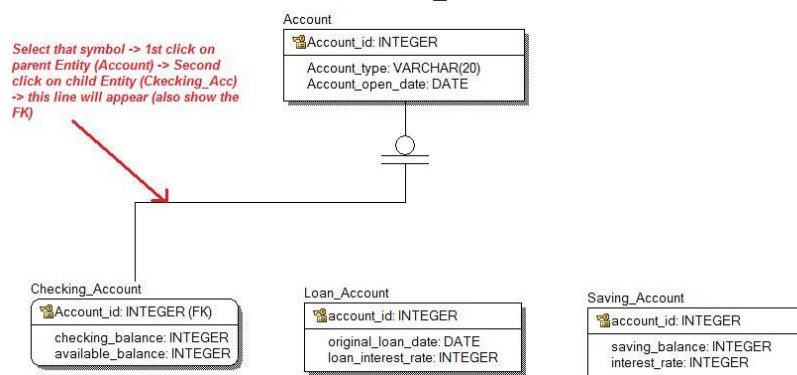 Account
Account_id: INTEGER
Account_type: VARCHAR(20)
Account_open_date: DATE
Select that symbol -> 1st click on
parent Entity (Account) -> Second
click on child Entity (Ckecking_Acc)
-> this line will appear (also show the
FK)
Checking_Account
Account_id: INTEGER (FK)
checking_balance: INTEGER
available_balance: INTEGER
Loan_Account
account_id: INTEGER
original_loan_date: DATE
loan_interest_rate: INTEGER
Saving_Account
account_id: INTEGER
saving_balance: INTEGER
interest_rate: INTEGER